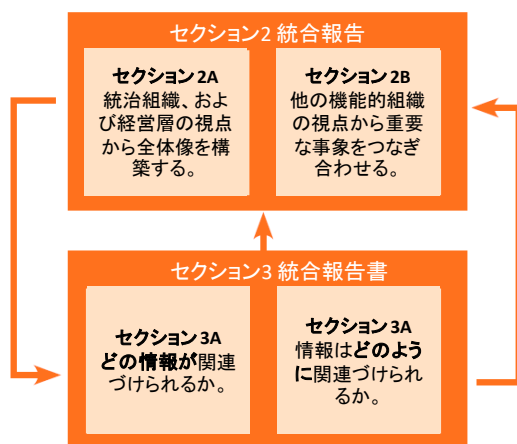 セクション2 統合報告
セクション 2A
統治組織、およ
び経営層の視点
から全体像を構
築する。
セクション 2B
他の機能的組織
の視点から重要
な事象をつなぎ
合わせる。
セクション3 統合報告書
セクション 3A
どの情報が関連
づけられるか。
セクション 3A
情報はどのよう
に関連づけられ
るか。